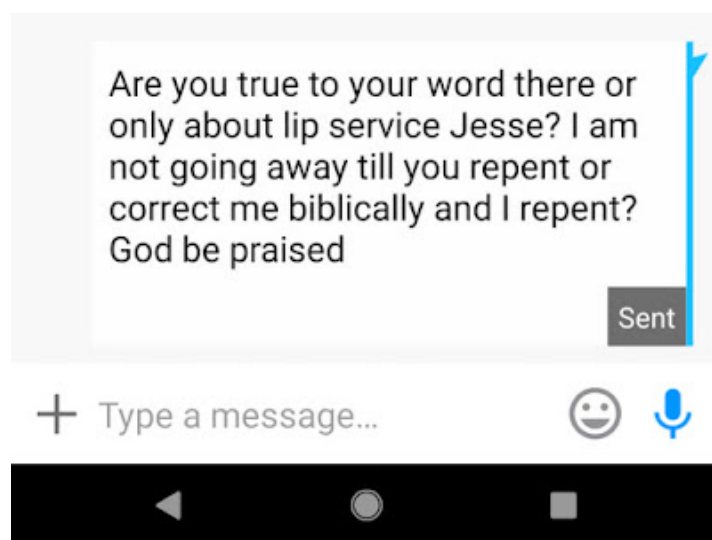 Are you true to your word there or
only about lip service Jesse? I am
not going away till you repent or
correct me biblically and I repent?
God be praised
Sent
Type a message...